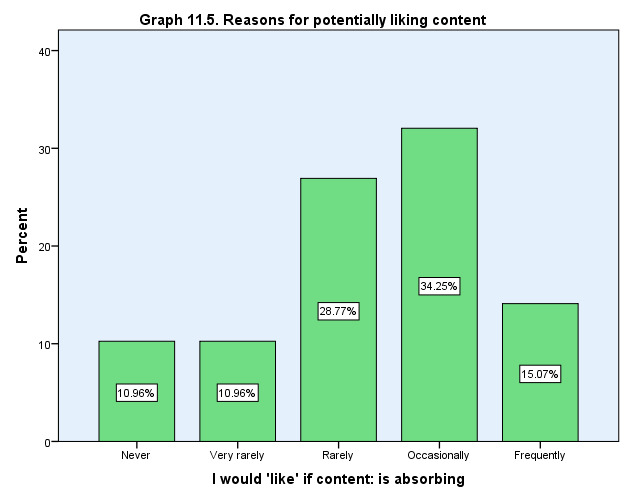 Graph 11.5. Reasons for potentially liking content
40
30
20
10
0
Percent
10.96%
10.96%
28.77%
34.25%
15.07%
Never
Very rarely
Rarely
Occasionally
Frequently
I would 'like' if content: is absorbing